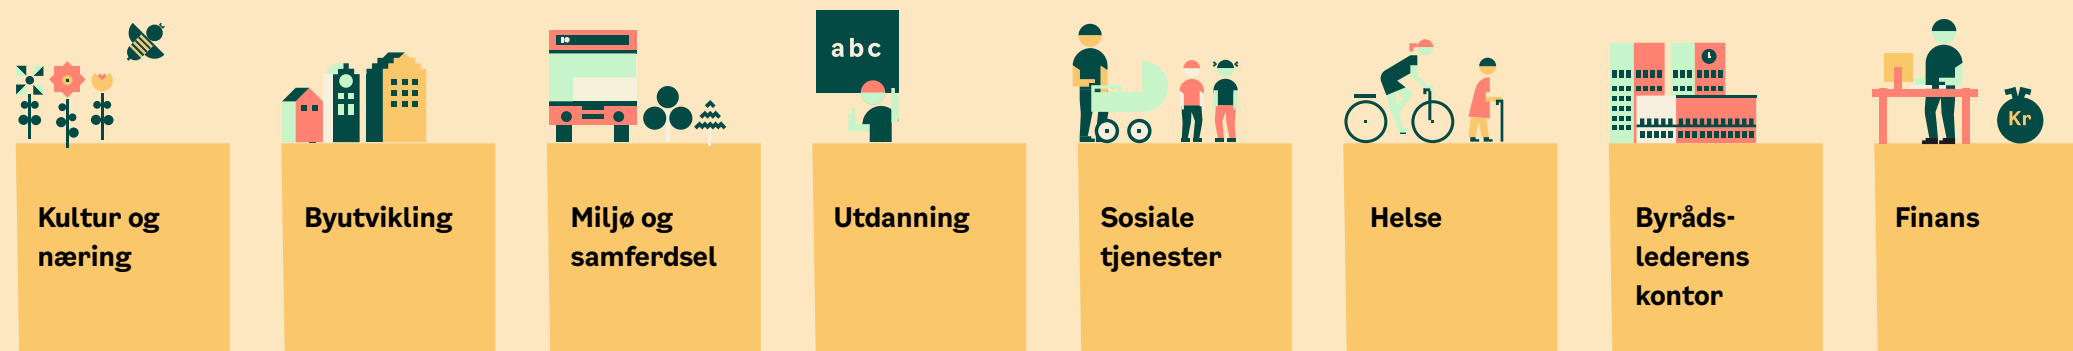 abc
Kr
Kultur og
næring
Byutvikling
Miljø og
samferdsel
Utdanning
Sosiale
tjenester
Helse
Byråds-
lederens
kontor
Finans